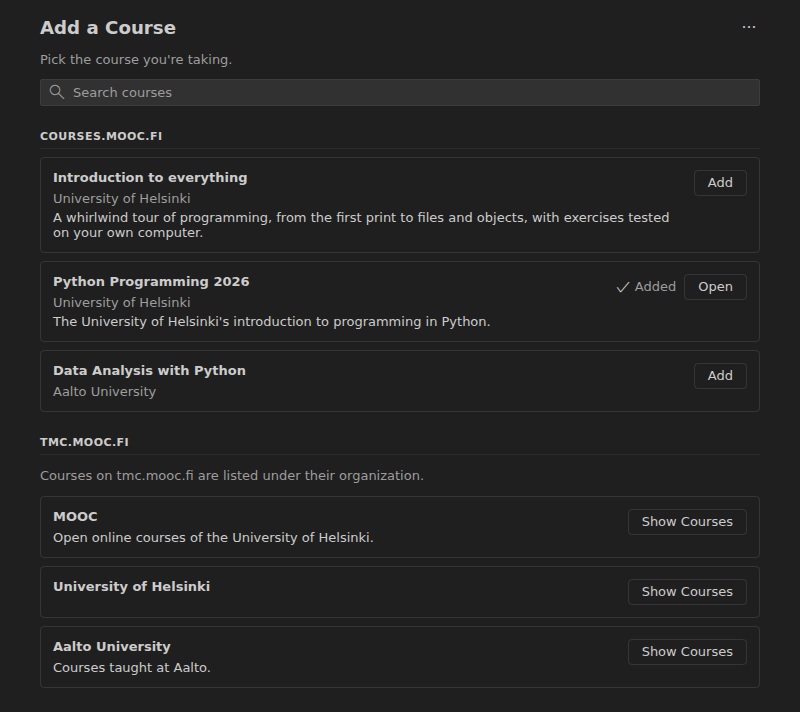 Add a Course
Pick the course you're taking.
Search courses
COURSES.MOOC.FI
Introduction to everything
Add
University of Helsinki
A whirlwind tour of programming, from the first print to files and objects, with exercises tested
on your own computer.
Python Programming 2026
Added
Open
University of Helsinki
The University of Helsinki's introduction to programming in Python.
Data Analysis with Python
Add
Aalto University
TMC.MOOC.FI
Courses on tmc.mooc.fi are listed under their organization.
MOOC
Show Courses
Open online courses of the University of Helsinki.
University of Helsinki
Show Courses
Aalto University
Show Courses
Courses taught at Aalto.